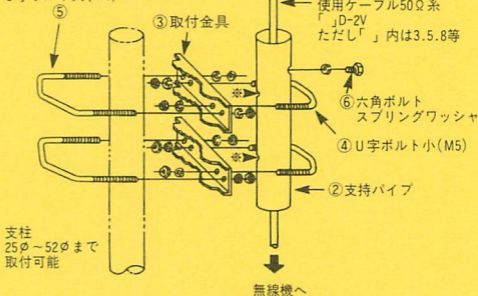 ⑤
③取付金具
使用ケーブル50Ω系
「 」D-2V
ただし「 」内は3.5.8等
※
⑥六角ボルト
スプリングワッシャ
④U字ボルト小(M5)
※
②支持パイプ
支柱
25φ～52φまで
取付可能
無線機へ